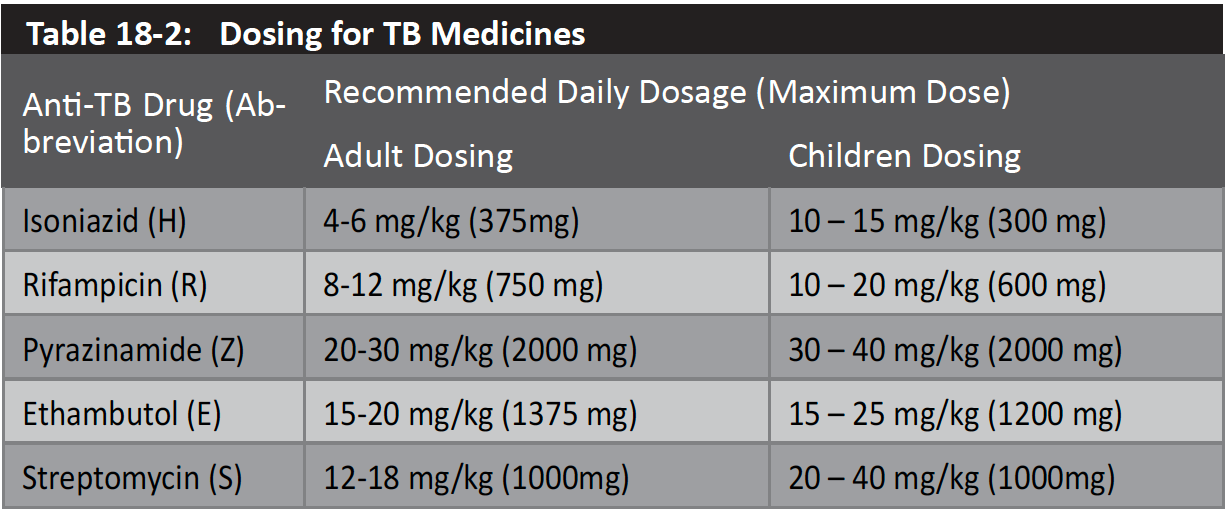 Table 18-2: Dosing for TB Medicines
Anti-TB Drug (Ab-
breviation)
Recommended Daily Dosage (Maximum Dose)
Adult Dosing Children Dosing
Isoniazid (H) 4-6 mg/kg (375mg) 10 – 15 mg/kg (300 mg)
Rifampicin (R) 8-12 mg/kg (750 mg) 10 – 20 mg/kg (600 mg)
Pyrazinamide (Z) 20-30 mg/kg (2000 mg) 30 – 40 mg/kg (2000 mg)
Ethambutol (E) 15-20 mg/kg (1375 mg) 15 – 25 mg/kg (1200 mg)
Streptomycin (S) 12-18 mg/kg (1000mg) 20 – 40 mg/kg (1000mg)